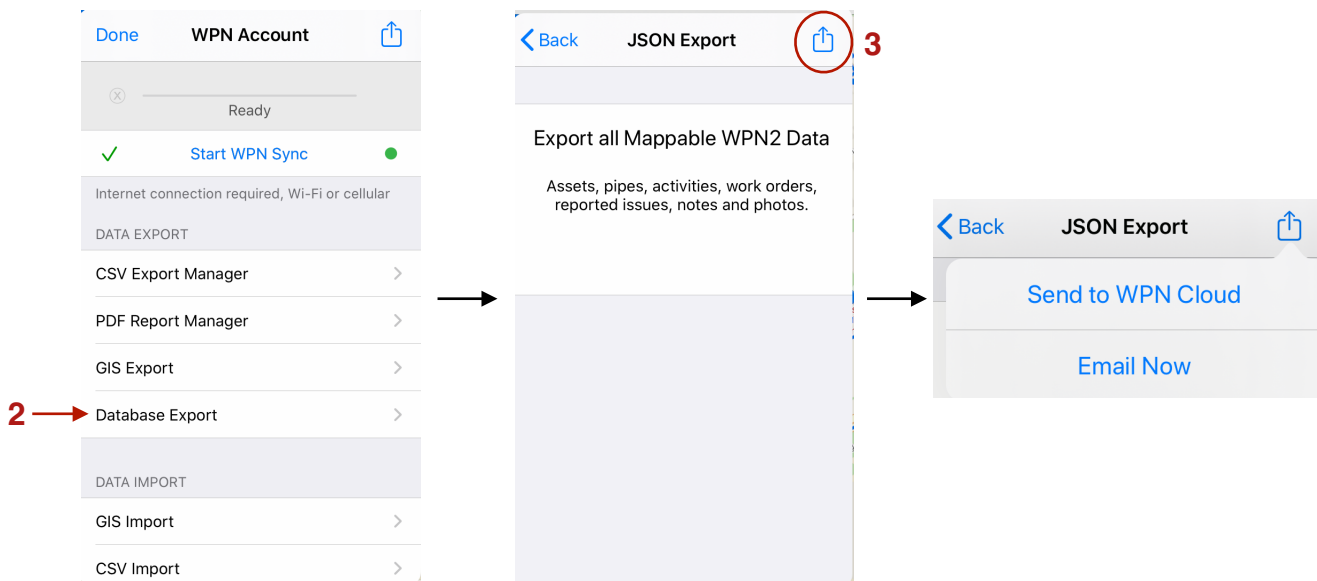 Done WPN Account
Ready
Start WPN Sync
Internet connection required, Wi-Fi or cellular
DATA EXPORT
CSV Export Manager
PDF Report Manager
GIS Export
2
Database Export
DATA IMPORT
GIS Import
CSV Import
Back JSON Export
3
Export all Mappable WPN2 Data
Assets, pipes, activities, work orders,
reported issues, notes and photos.
Back JSON Export
Send to WPN Cloud
Email Now